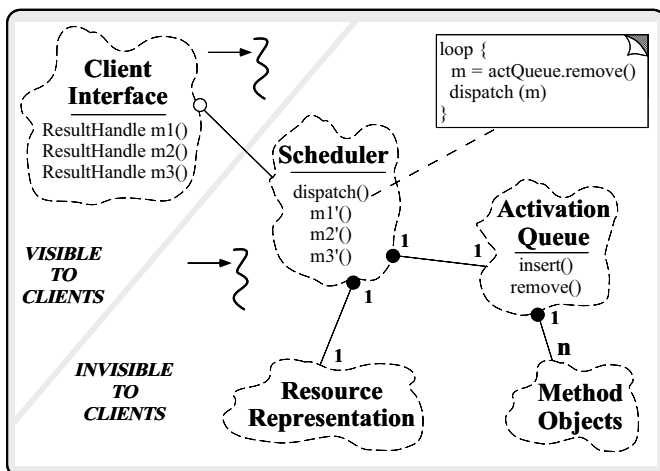 Client
Interface
ResultHandle m1()
ResultHandle m2()
ResultHandle m3()
loop {
m = actQueue.remove()
dispatch (m)
}
Scheduler
dispatch()
m1'()
m2'()
m3'()
Activation
Queue
insert()
remove()
VISIBLE
TO
CLIENTS
1
1
1
1
1
n
INVISIBLE
TO
CLIENTS
Resource
Representation
Method
Objects